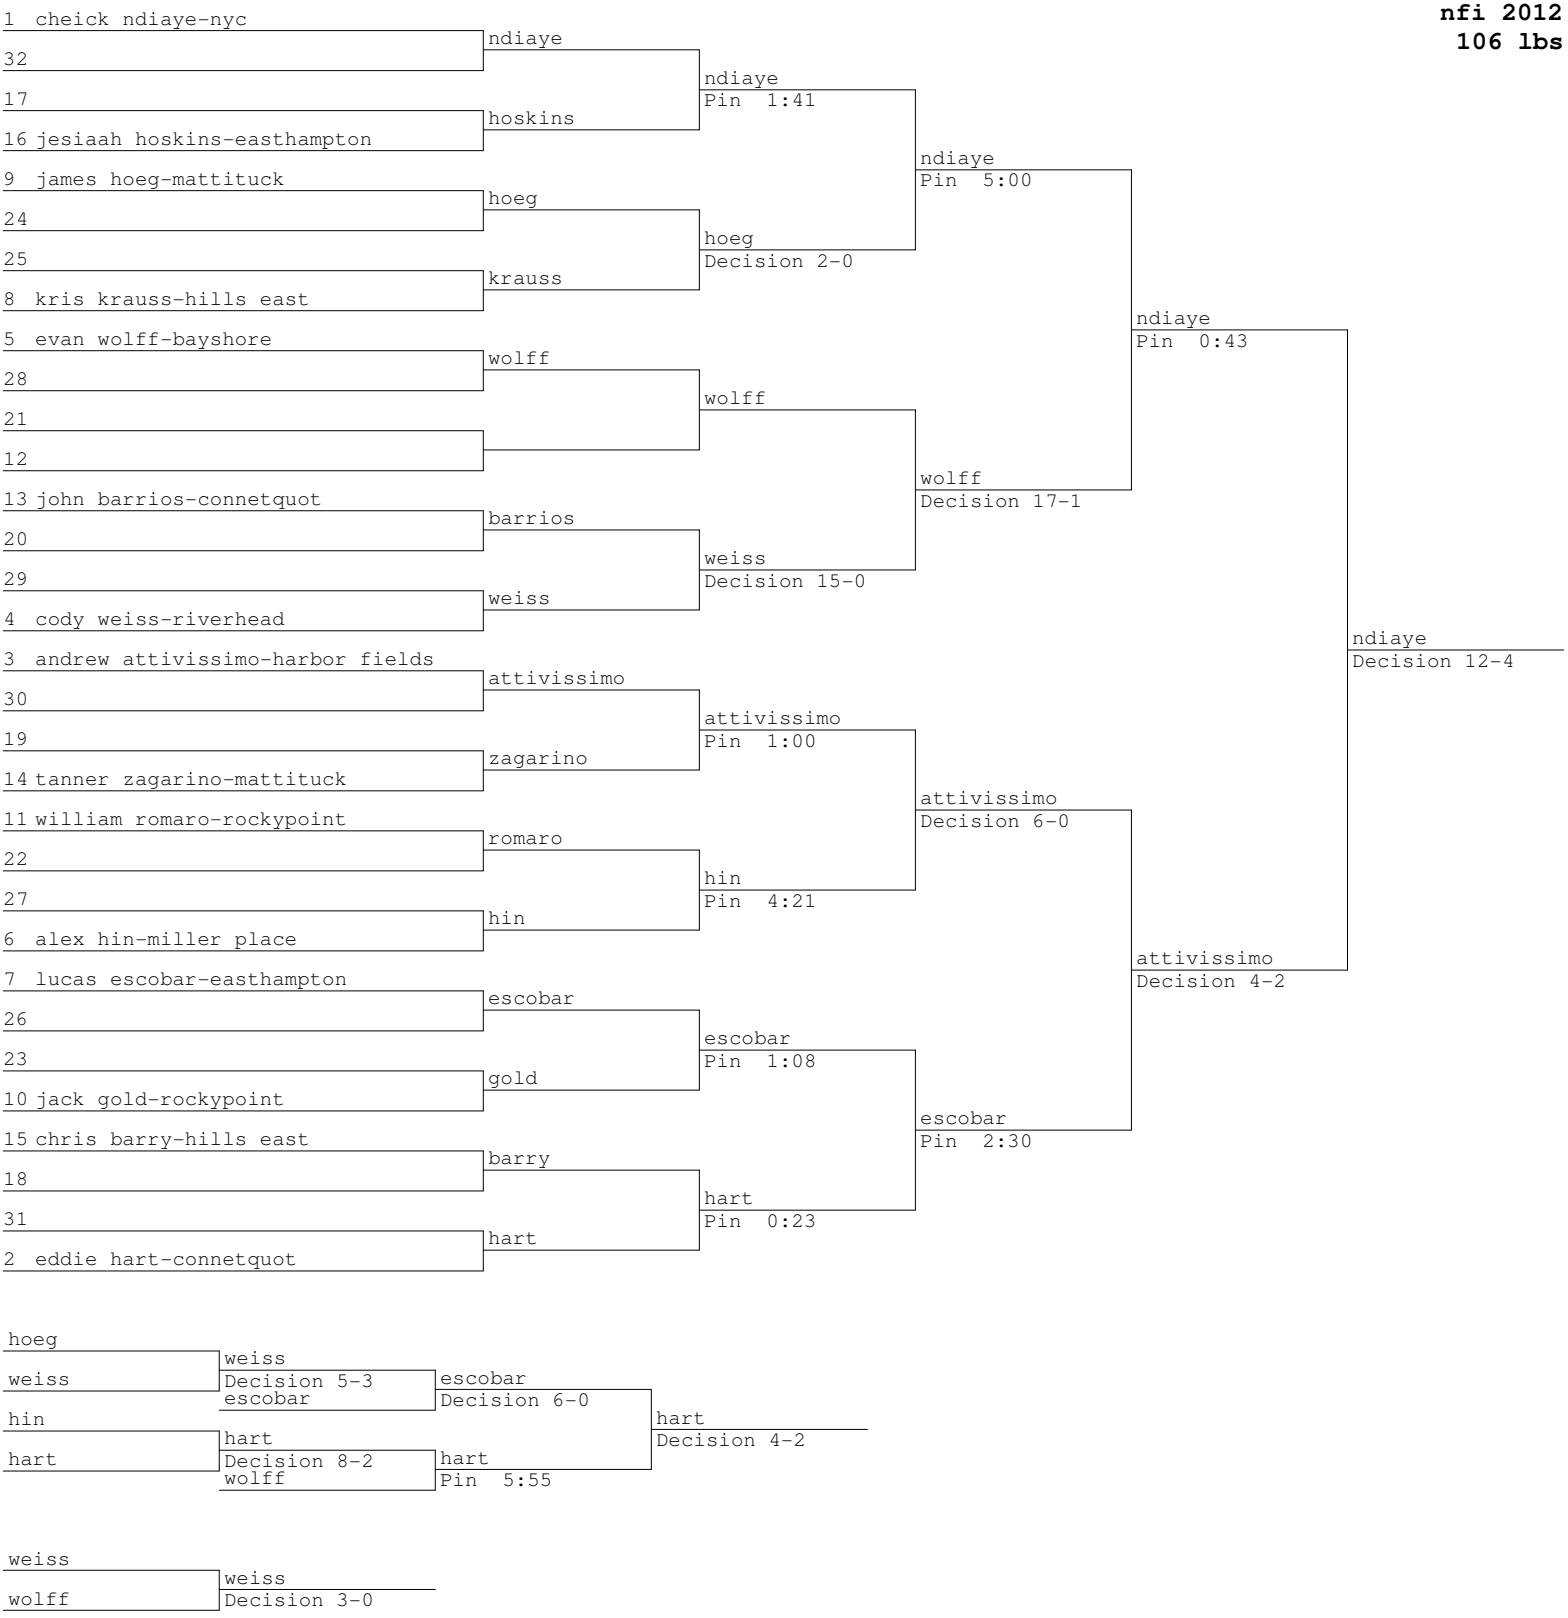 nfi 2012
106 lbs
1 cheick ndiaye-nyc
32
17
16 jesiaah hoskins-easthampton
9 james hoeg-mattituck
24
25
8 kris krauss-hills east
5 evan wolff-bayshore
28
21
12
13 john barrios-connetquot
20
29
4 cody weiss-riverhead
3 andrew attivissimo-harbor fields
30
19
14 tanner zagarino-mattituck
11 william romaro-rockypoint
22
27
6 alex hin-miller place
7 lucas escobar-easthampton
26
23
10 jack gold-rockypoint
15 chris barry-hills east
18
31
2 eddie hart-connetquot
ndiaye
hoskins
hoeg
krauss
wolff
barrios
weiss
attivissimo
zagarino
romaro
hin
escobar
gold
barry
hart
ndiaye
Pin 1:41
hoeg
Decision 2-0
wolff
weiss
Decision 15-0
attivissimo
Pin 1:00
hin
Pin 4:21
escobar
Pin 1:08
hart
Pin 0:23
ndiaye
Pin 5:00
wolff
Decision 17-1
attivissimo
Decision 6-0
escobar
Pin 2:30
ndiaye
Pin 0:43
attivissimo
Decision 4-2
ndiaye
Decision 12-4
hoeg
weiss
hin
hart
weiss
Decision 5-3
escobar
hart
Decision 8-2
wolff
escobar
Decision 6-0
hart
Pin 5:55
hart
Decision 4-2
weiss
wolff
weiss
Decision 3-0